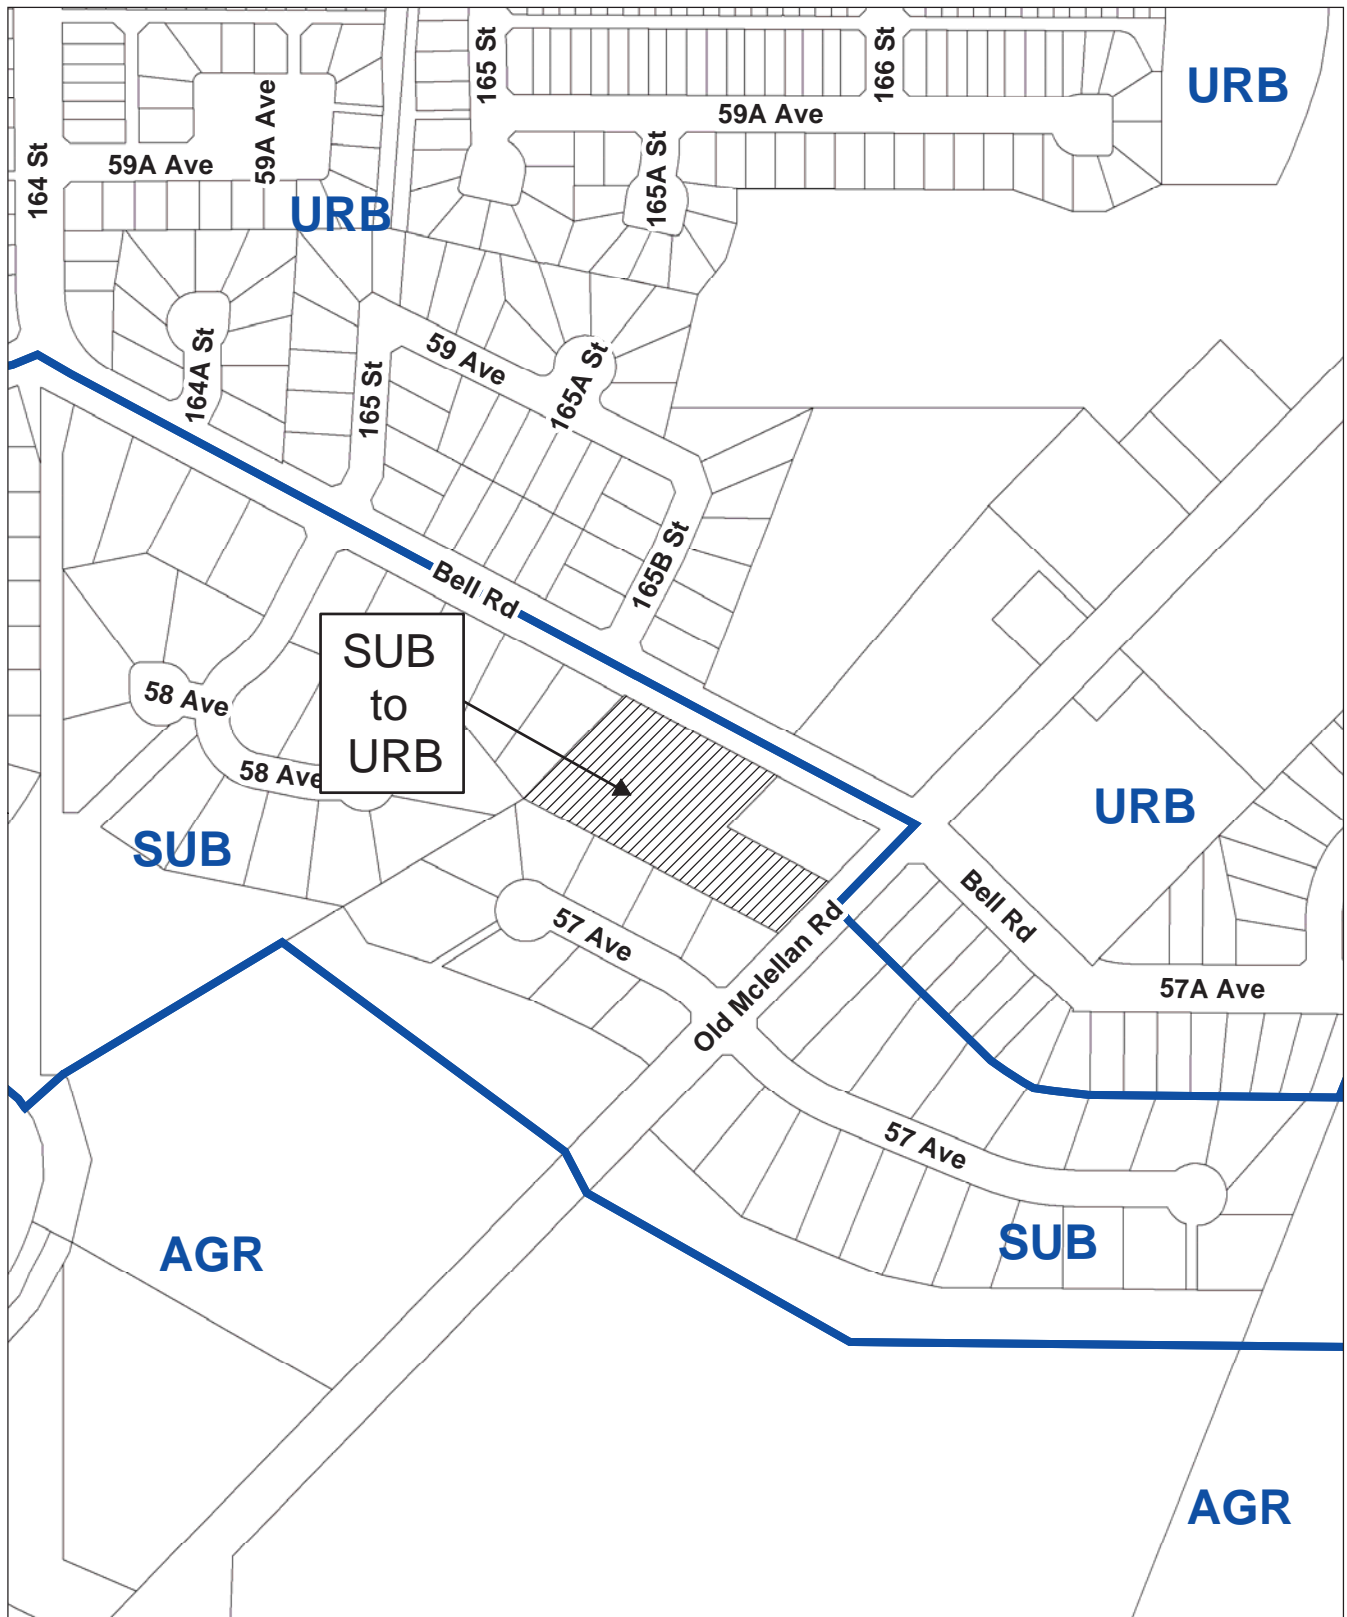 165 St
166 St
URB
59A Ave
59A Ave
164 St
59A Ave
165A St
URB
164A St
165 St
59 Ave
165A St
165B St
Bell Rd
SUB
to
URB
58 Ave
58 Ave
SUB
URB
57 Ave
Bell Rd
Old Mclellan Rd
57A Ave
57 Ave
AGR
SUB
AGR